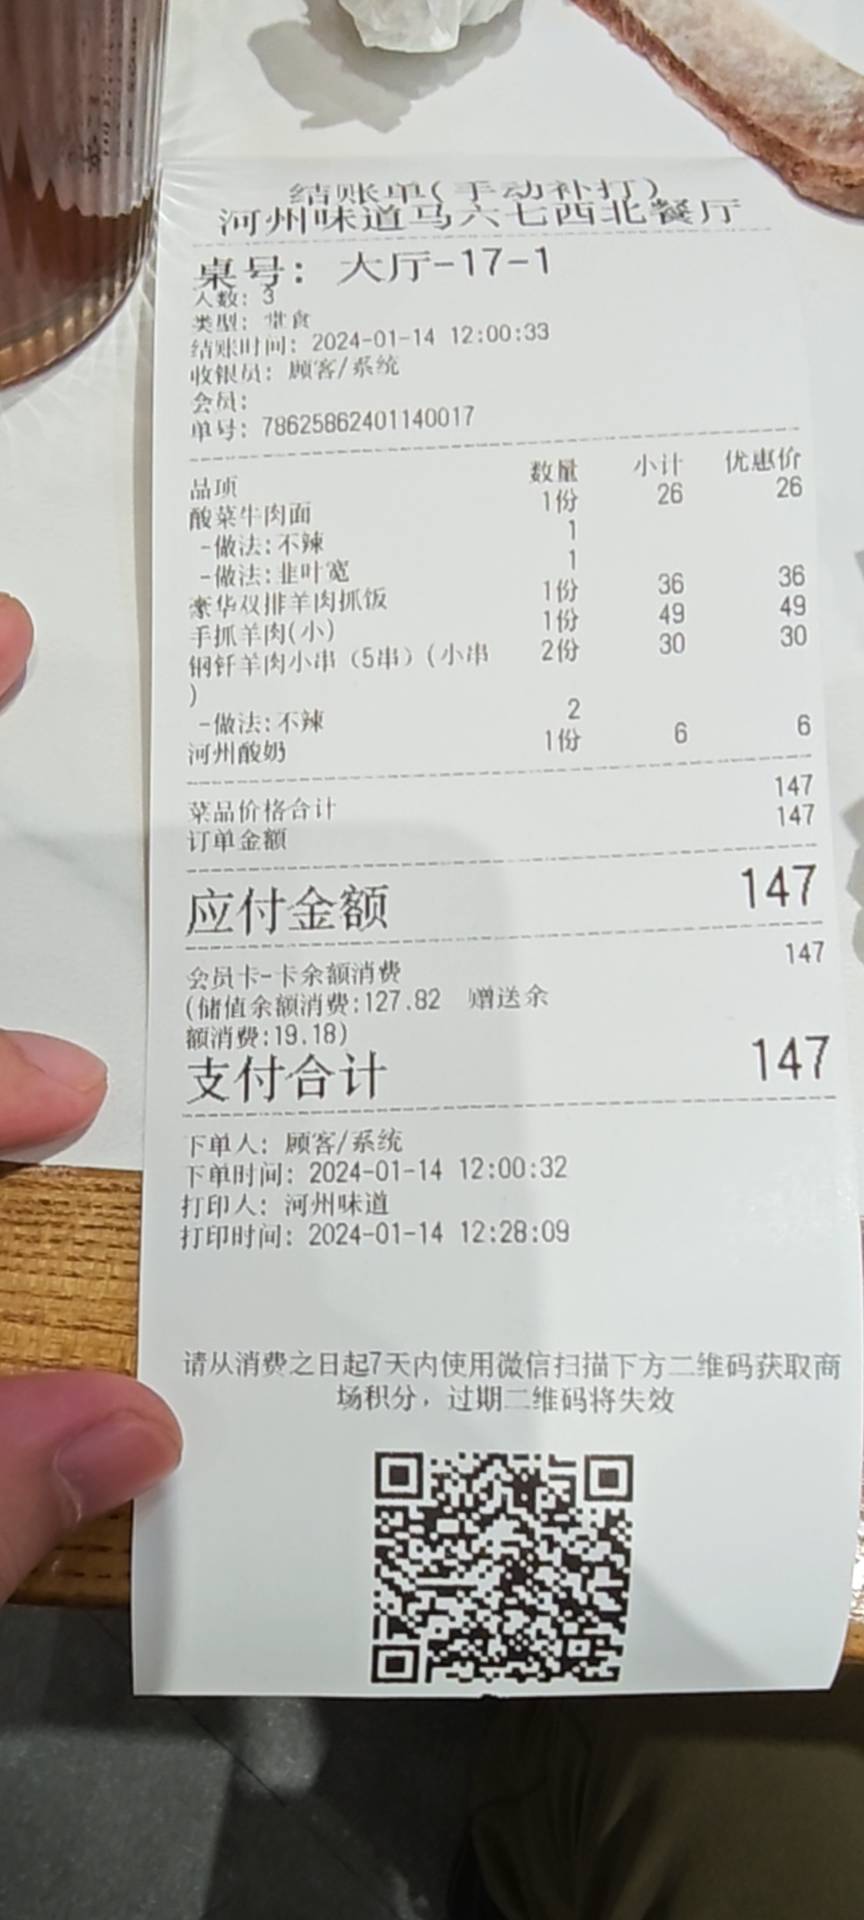 结账单(手动补打)
河州味道马六七西北餐厅
桌号: 大厅-17-1
人数: 3
类型: 堂食
结账时间: 2024-01-14 12:00:33
收银员: 顾客/系统
会员:
单号: 78625862401140017
品项 数量 小计 优惠价
酸菜牛肉面 1份 26 26
-做法:不辣 1
-做法:韭叶宽 1
豪华双排羊肉抓饭 1份 36 36
手抓羊肉(小) 1份 49 49
钢钎羊肉小串（5串）(小串 2份 30 30
)
-做法:不辣 2
河州酸奶 1份 6 6
菜品价格合计 147
订单金额 147
应付金额 147
会员卡-卡余额消费 147
(储值余额消费:127.82 赠送余
额消费:19.18)
支付合计 147
下单人: 顾客/系统
下单时间: 2024-01-14 12:00:32
打印人: 河州味道
打印时间: 2024-01-14 12:28:09
请从消费之日起7天内使用微信扫描下方二维码获取商
场积分，过期二维码将失效